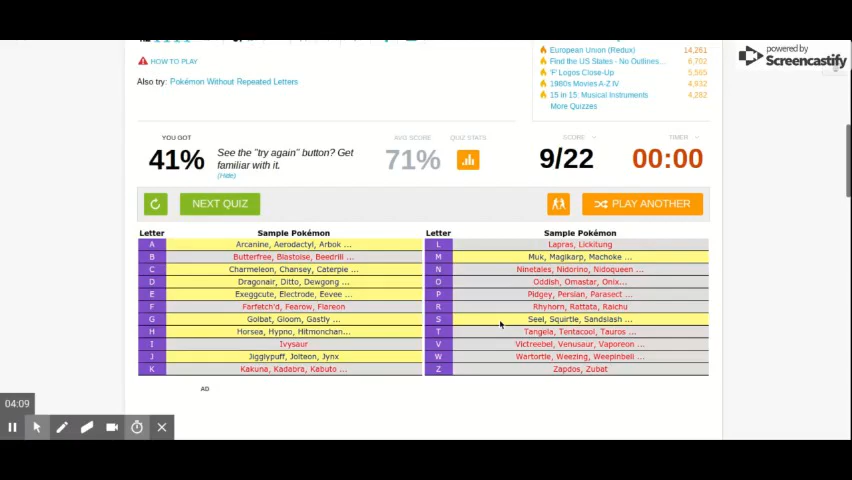 powered by
Screencastify
European Union (Redux) 14,261
Find the US States - No Outlines... 6,702
'F' Logos Close-Up 5,565
1980s Movies A-Z IV 4,932
15 in 15: Musical Instruments 4,282
More Quizzes
HOW TO PLAY
Also try: Pokémon Without Repeated Letters
YOU GOT
41%
See the "try again" button? Get
familiar with it.
(Hide)
AVG SCORE
71%
QUIZ STATS
SCORE
9/22
TIMER
00:00
NEXT QUIZ
PLAY ANOTHER
Letter Sample Pokémon Letter Sample Pokémon
A Arcanine, Aerodactyl, Arbok ... L Lapras, Lickitung
B Butterfree, Blastoise, Beedrill ... M Muk, Magikarp, Machoke ...
C Charmeleon, Chansey, Caterpie ... N Ninetales, Nidorino, Nidoqueen ...
D Dragonair, Ditto, Dewgong ... O Oddish, Omastar, Onix...
E Exeggcute, Electrode, Eevee ... P Pidgey, Persian, Parasect ...
F Farfetch'd, Fearow, Flareon R Rhyhorn, Rattata, Raichu
G Golbat, Gloom, Gastly ... S Seel, Squirtle, Sandslash ...
H Horsea, Hypno, Hitmonchan... T Tangela, Tentacool, Tauros ...
I Ivysaur V Victreebel, Venusaur, Vaporeon ...
J Jigglypuff, Jolteon, Jynx W Wartortle, Weezing, Weepinbell ...
K Kakuna, Kadabra, Kabuto ... Z Zapdos, Zubat
AD
04:09